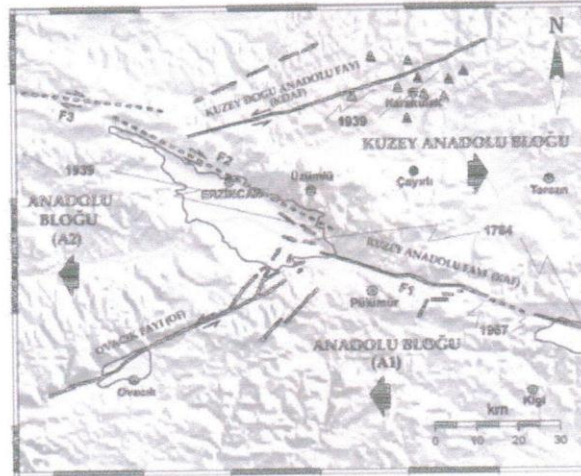 N
KUZEY DOĞU ANADOLU FAYI
(KDAF)
Karakulak
1939
F3
KUZEY ANADOLU BLOĞU
F2
1939
Üzümlü
Çayırlı
Tercan
ERZİNCAN
ANADOLU
BLOĞU
(A2)
1784
KUZEY ANADOLU FAYI (KAF)
F1
Pülümür
OVACIK FAYI (OF)
1967
ANADOLU BLOĞU
(A1)
Ovacık
Kiğı
km
0 10 20 30